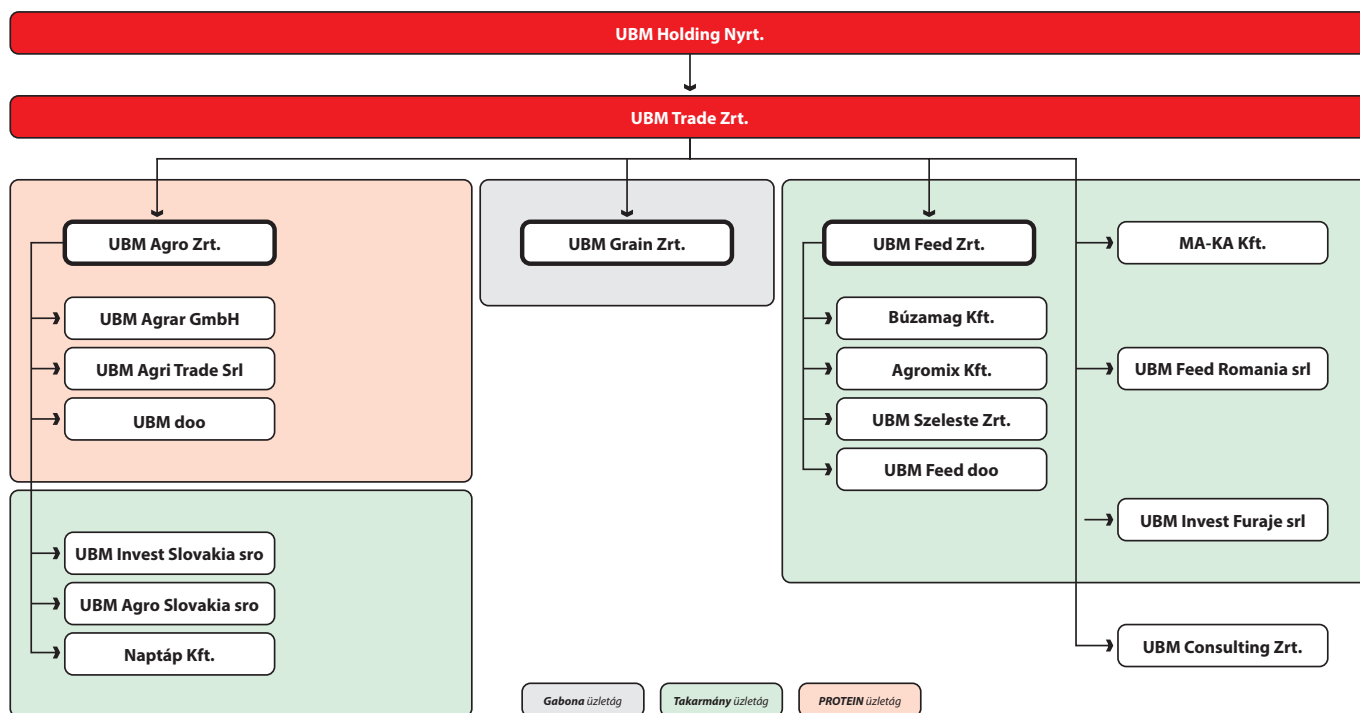 UBM Holding Nyrt.
UBM Trade Zrt.
UBM Agro Zrt.
UBM Agrar GmbH
UBM Agri Trade Srl
UBM doo
UBM Invest Slovakia sro
UBM Agro Slovakia sro
Naptáp Kft.
UBM Grain Zrt.
UBM Feed Zrt.
Búzamag Kft.
Agromix Kft.
UBM Szeleste Zrt.
UBM Feed doo
MA-KA Kft.
UBM Feed Romania srl
UBM Invest Furaje srl
UBM Consulting Zrt.
Gabona üzletág
Takarmány üzletág
PROTEIN üzletág